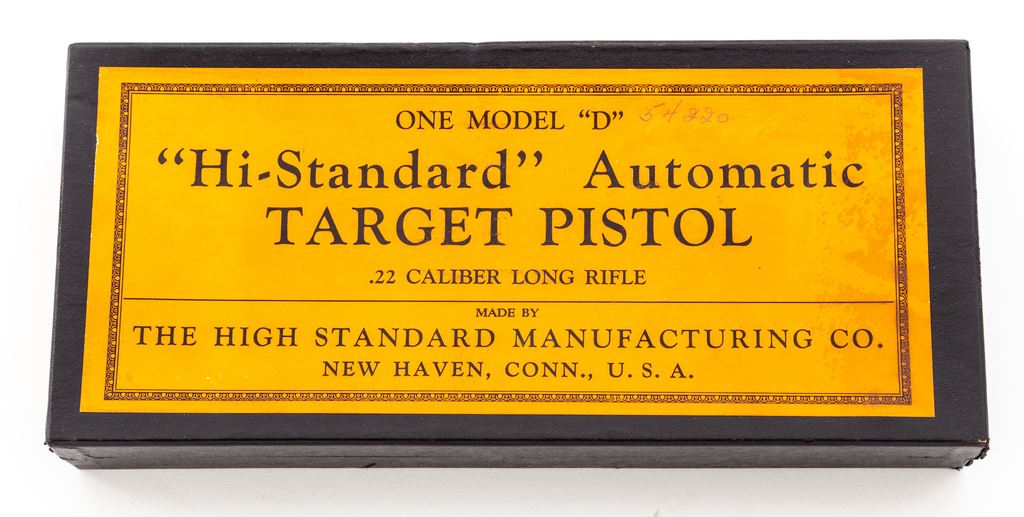 ONE MODEL “D” 54220
“Hi-Standard” Automatic
TARGET PISTOL
.22 CALIBER LONG RIFLE
MADE BY
THE HIGH STANDARD MANUFACTURING CO.
NEW HAVEN, CONN., U. S. A.